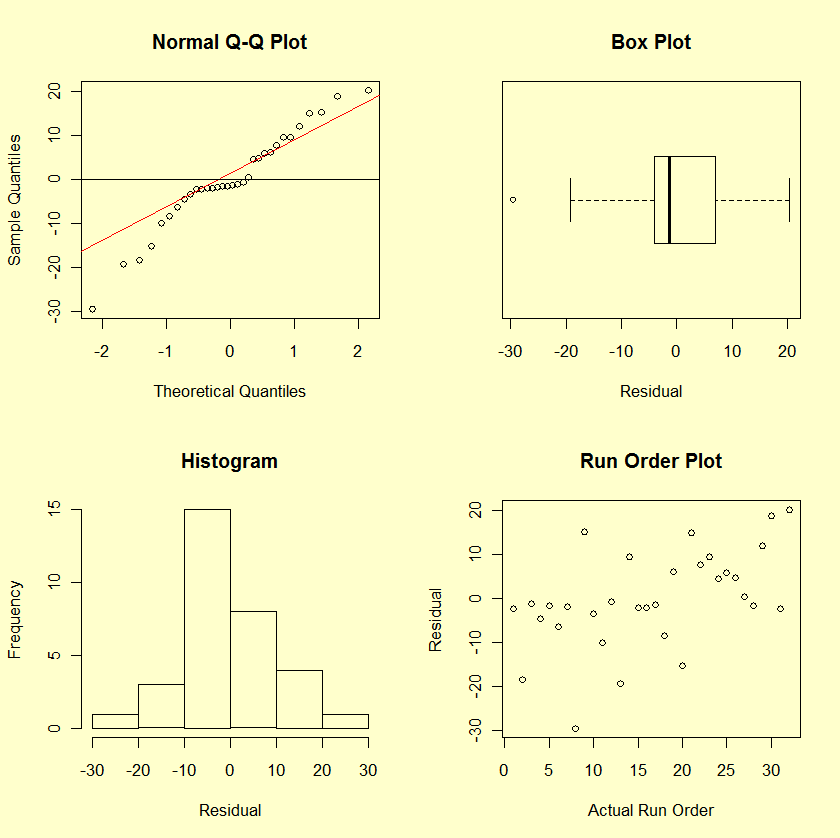 Normal Q-Q Plot
Sample Quantiles
20
10
0
-10
-20
-30
-2 -1 0 1 2
Theoretical Quantiles
Box Plot
-30 -20 -10 0 10 20
Residual
Histogram
Frequency
15
10
5
0
-30 -20 -10 0 10 20 30
Residual
Run Order Plot
Residual
20
10
0
-10
-20
-30
0 5 10 15 20 25 30
Actual Run Order